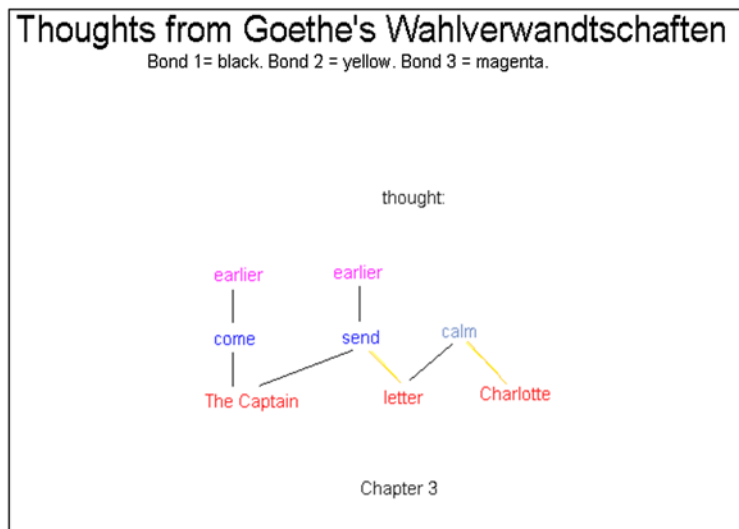 Thoughts from Goethe's Wahlverwandtschaften
Bond 1= black. Bond 2 = yellow. Bond 3 = magenta.
thought:
earlier earlier
come send calm
The Captain letter Charlotte
Chapter 3